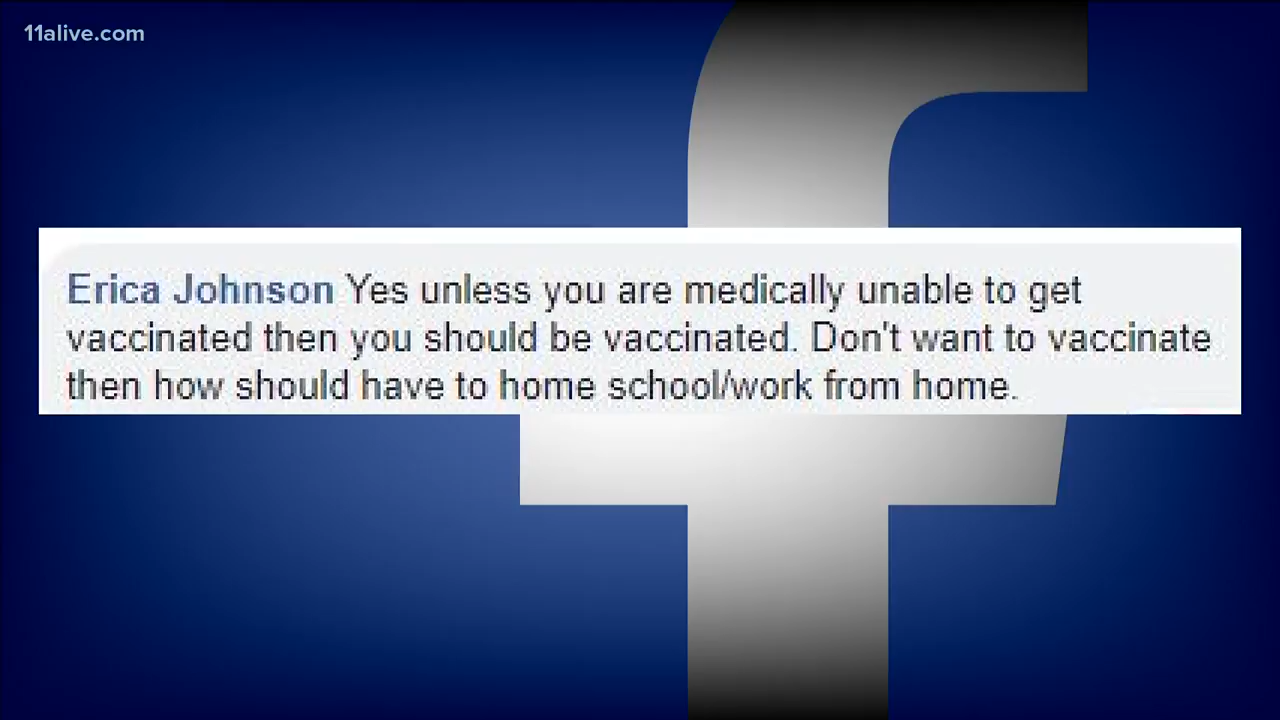 11alive.com
Erica Johnson Yes unless you are medically unable to get
vaccinated then you should be vaccinated. Don't want to vaccinate
then how should have to home school/work from home.